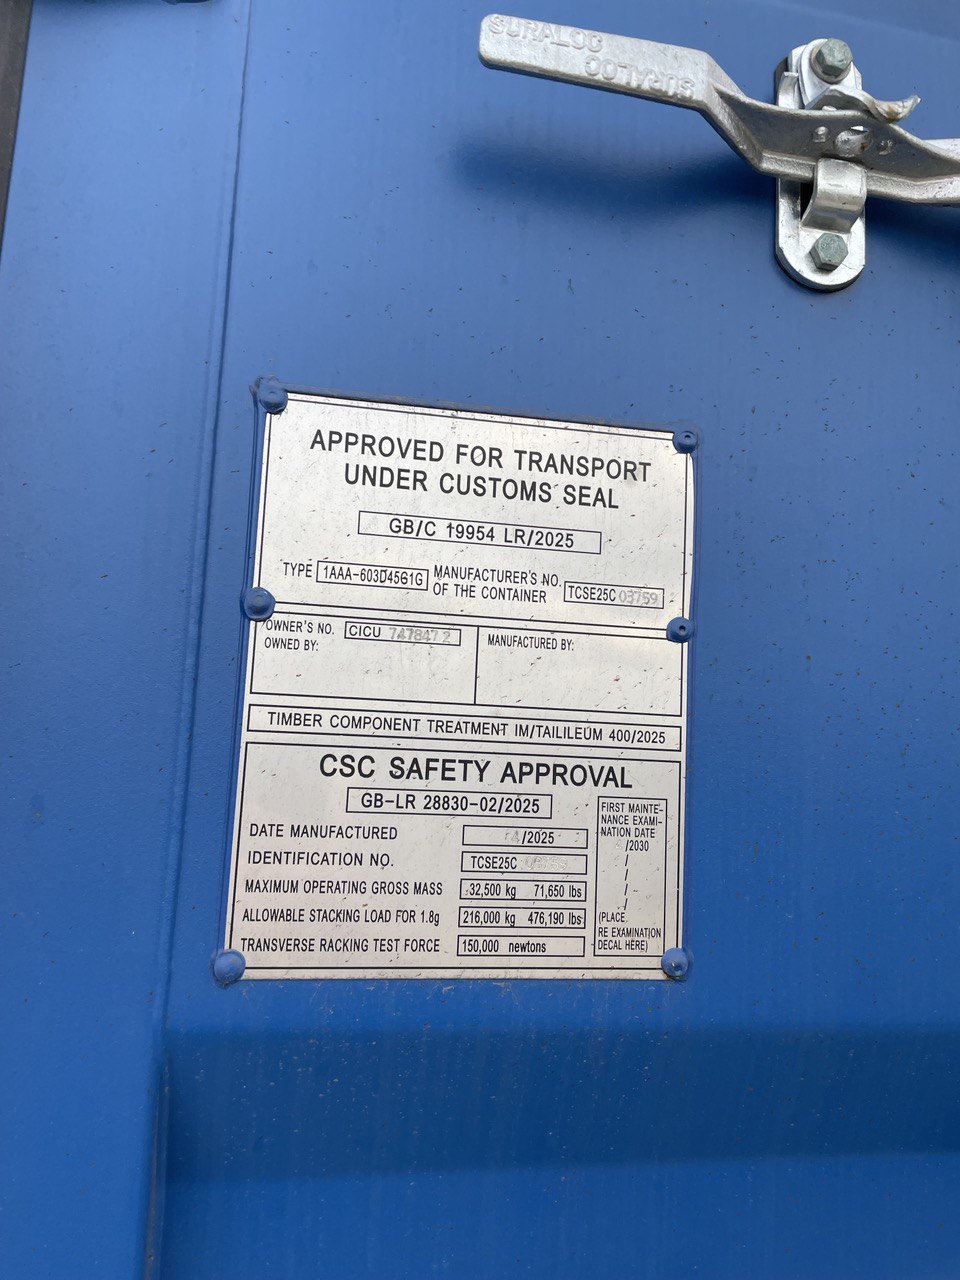 SURALOC
SURALOC
APPROVED FOR TRANSPORT
UNDER CUSTOMS SEAL
GB/C 19954 LR/2025
TYPE 1AAA-603D4561G
MANUFACTURER'S NO.
OF THE CONTAINER
TCSE25C 03759
OWNER'S NO. CICU 747847 2
OWNED BY:
MANUFACTURED BY:
TIMBER COMPONENT TREATMENT IM/TAILILEUM 400/2025
CSC SAFETY APPROVAL
GB-LR 28830-02/2025
DATE MANUFACTURED /2025
IDENTIFICATION NO. TCSE25C 03759
MAXIMUM OPERATING GROSS MASS 32,500 kg 71,650 lbs
ALLOWABLE STACKING LOAD FOR 1.8g 216,000 kg 476,190 lbs
TRANSVERSE RACKING TEST FORCE 150,000 newtons
FIRST MAINTE-
NANCE EXAMI-
NATION DATE
/2030
/
/
/
/
(PLACE
RE EXAMINATION
DECAL HERE)